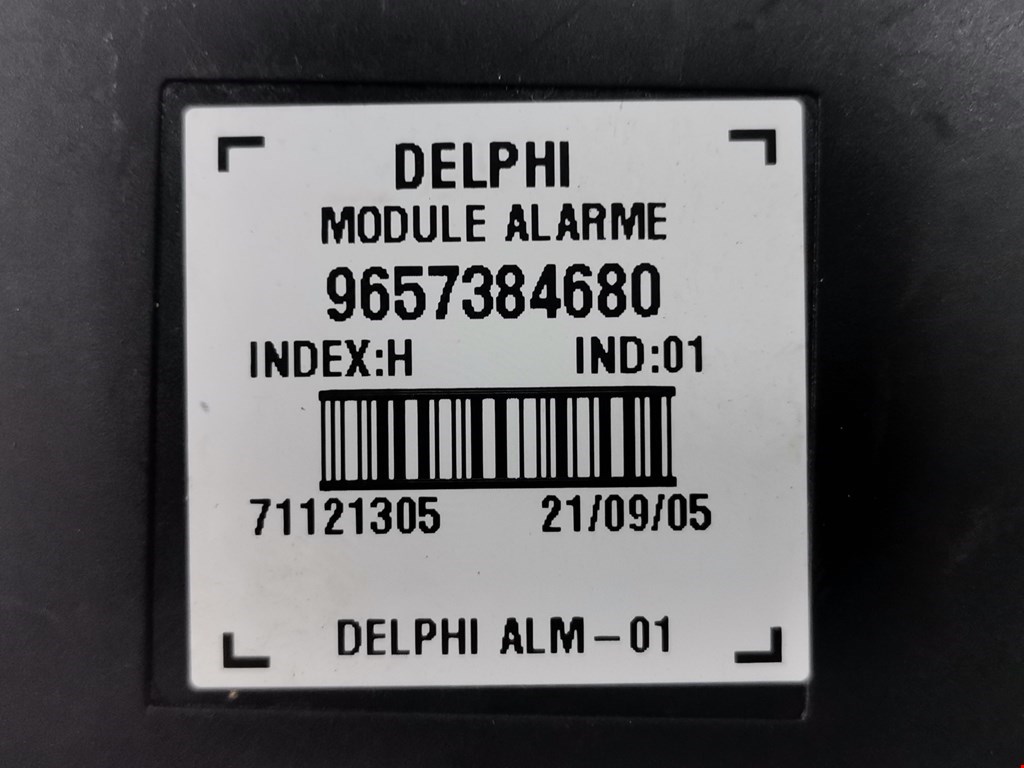 DELPHI
MODULE ALARME
9657384680
INDEX:H IND:01
71121305 21/09/05
DELPHI ALM-01